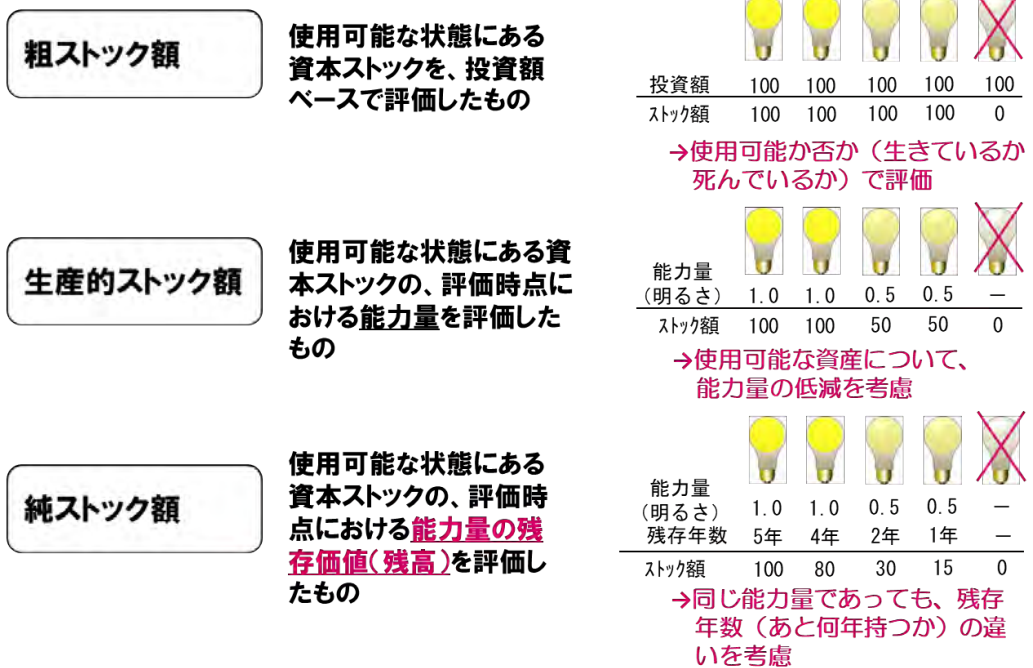 粗ストック額
使用可能な状態にある
資本ストックを、投資額
ベースで評価したもの
投資額 100 100 100 100 100
ストック額 100 100 100 100 0
→使用可能か否か（生きているか
死んでいるか）で評価
生産的ストック額
使用可能な状態にある資
本ストックの、評価時点に
おける能力量を評価した
もの
能力量
（明るさ） 1.0 1.0 0.5 0.5 －
ストック額 100 100 50 50 0
→使用可能な資産について、
能力量の低減を考慮
純ストック額
使用可能な状態にある
資本ストックの、評価時
点における能力量の残
存価値（残高）を評価し
たもの
能力量
（明るさ） 1.0 1.0 0.5 0.5 －
残存年数 5年 4年 2年 1年 －
ストック額 100 80 30 15 0
→同じ能力量であっても、残存
年数（あと何年持つか）の違
いを考慮